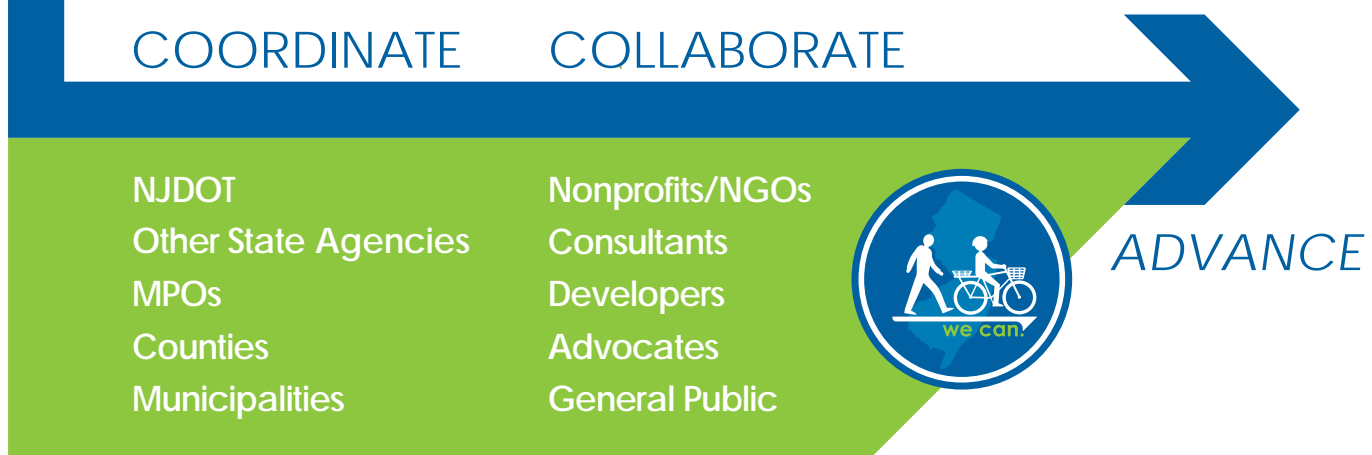 COORDINATE
COLLABORATE
NJDOT
Other State Agencies
MPOs
Counties
Municipalities
Nonprofits/NGOs
Consultants
Developers
Advocates
General Public
we can.
ADVANCE